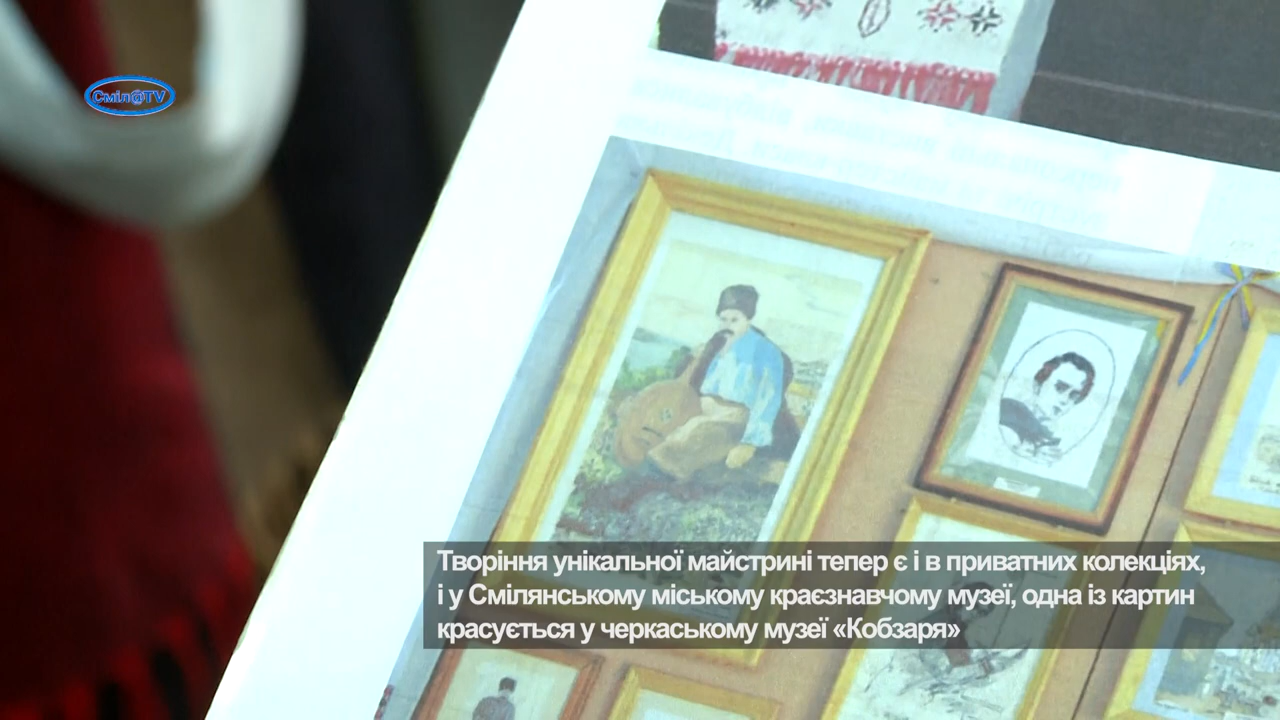 Сміл@TV
Творіння унікальної майстрині тепер є і в приватних колекціях,
і у Смілянському міському краєзнавчому музеї, одна із картин
красується у черкаському музеї «Кобзаря»